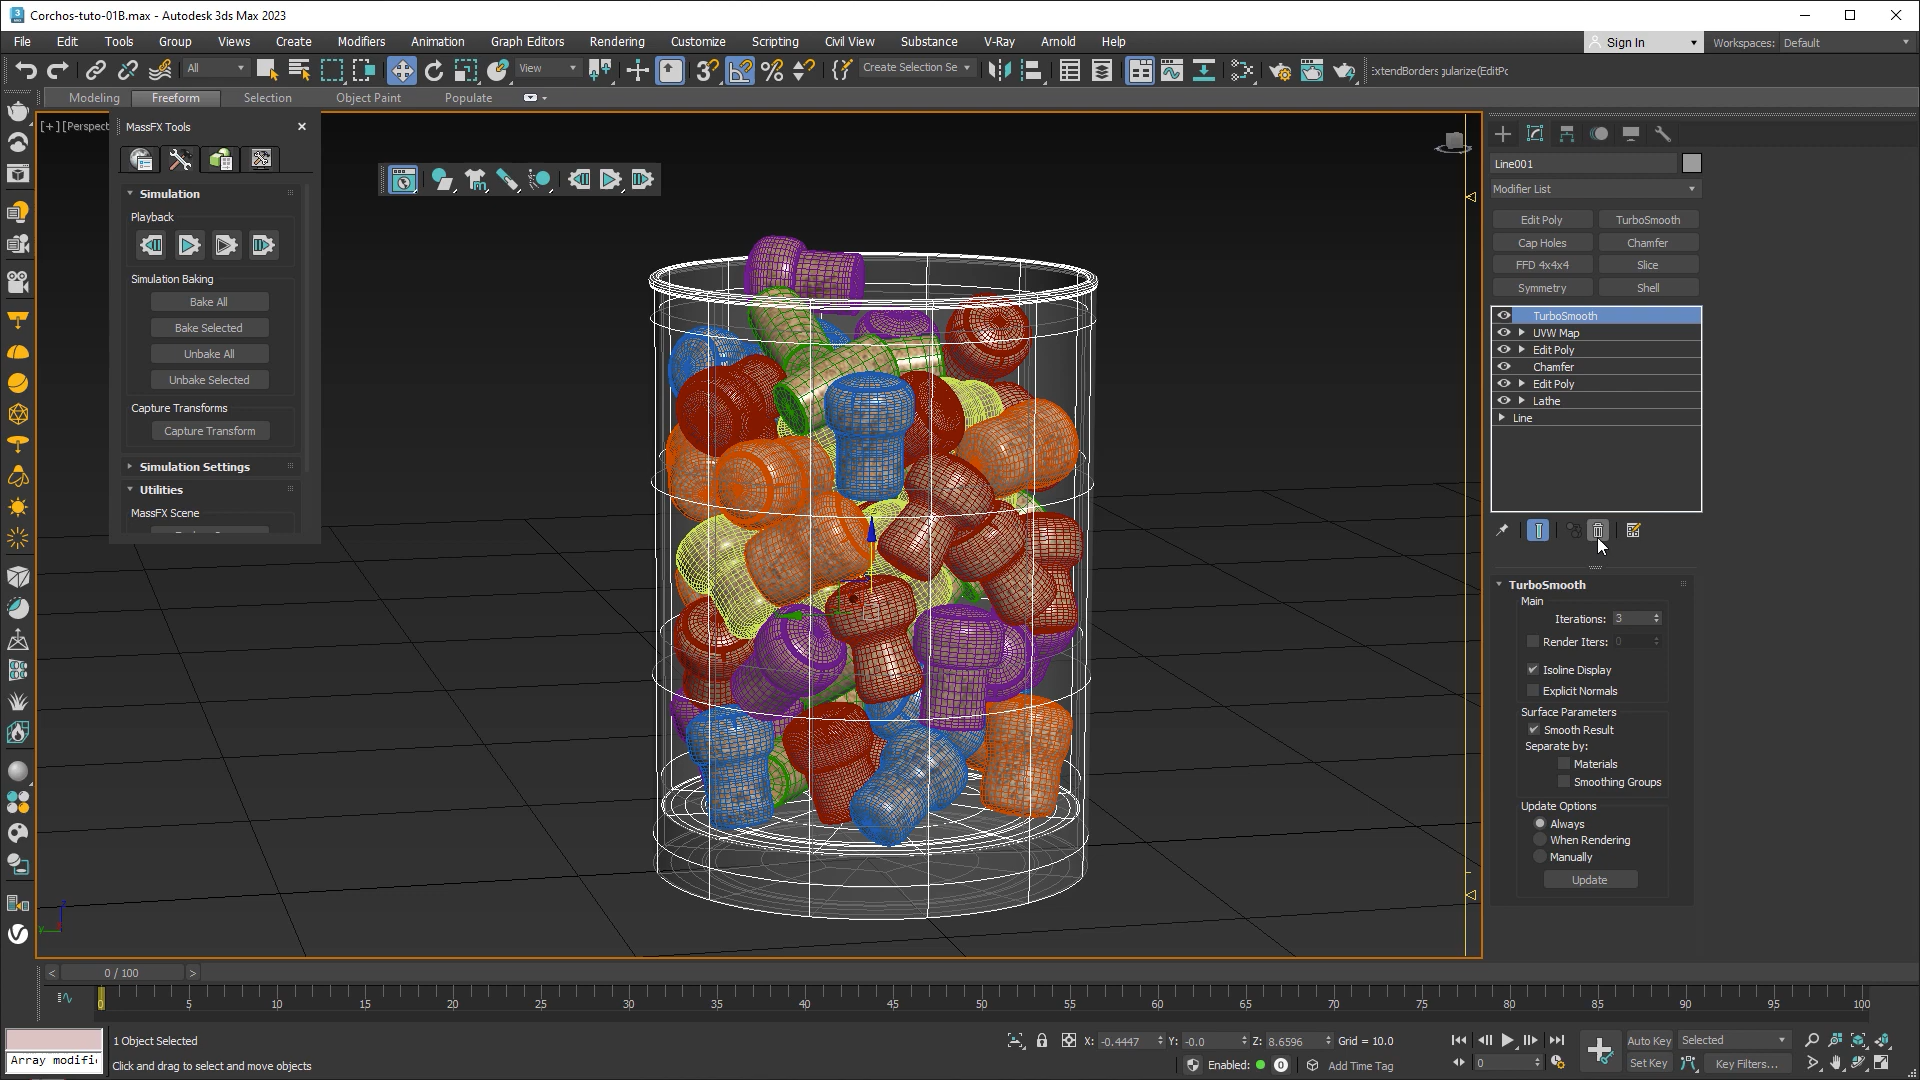 Corchos-tuto-01B.max - Autodesk 3ds Max 2023
File Edit Tools Group Views Create Modifiers Animation Graph Editors Rendering Customize Scripting Civil View Substance V-Ray Arnold Help
Sign In
Workspaces: Default
All
View
Create Selection Se
ExtendBorders
gularize(EditPo
Modeling Freeform Selection Object Paint Populate
[+][Perspect
MassFX Tools
Simulation
Playback
Simulation Baking
Bake All
Bake Selected
Unbake All
Unbake Selected
Capture Transforms
Capture Transform
Simulation Settings
Utilities
MassFX Scene
Line001
Modifier List
Edit Poly TurboSmooth
Cap Holes Chamfer
FFD 4x4x4 Slice
Symmetry Shell
TurboSmooth
UVW Map
Edit Poly
Chamfer
Edit Poly
Lathe
Line
TurboSmooth
Main
Iterations: 3
Render Iters: 0
Isoline Display
Explicit Normals
Surface Parameters
Smooth Result
Separate by:
Materials
Smoothing Groups
Update Options
Always
When Rendering
Manually
Update
< 0 / 100 >
0 5 10 15 20 25 30 35 40 45 50 55 60 65 70 75 80 85 90 95 100
Array modifi
1 Object Selected
Click and drag to select and move objects
X: -0.4447 Y: -0.0 Z: 8.6596 Grid = 10.0
Enabled: 0 Add Time Tag
0
Auto Key Selected
Set Key Key Filters...